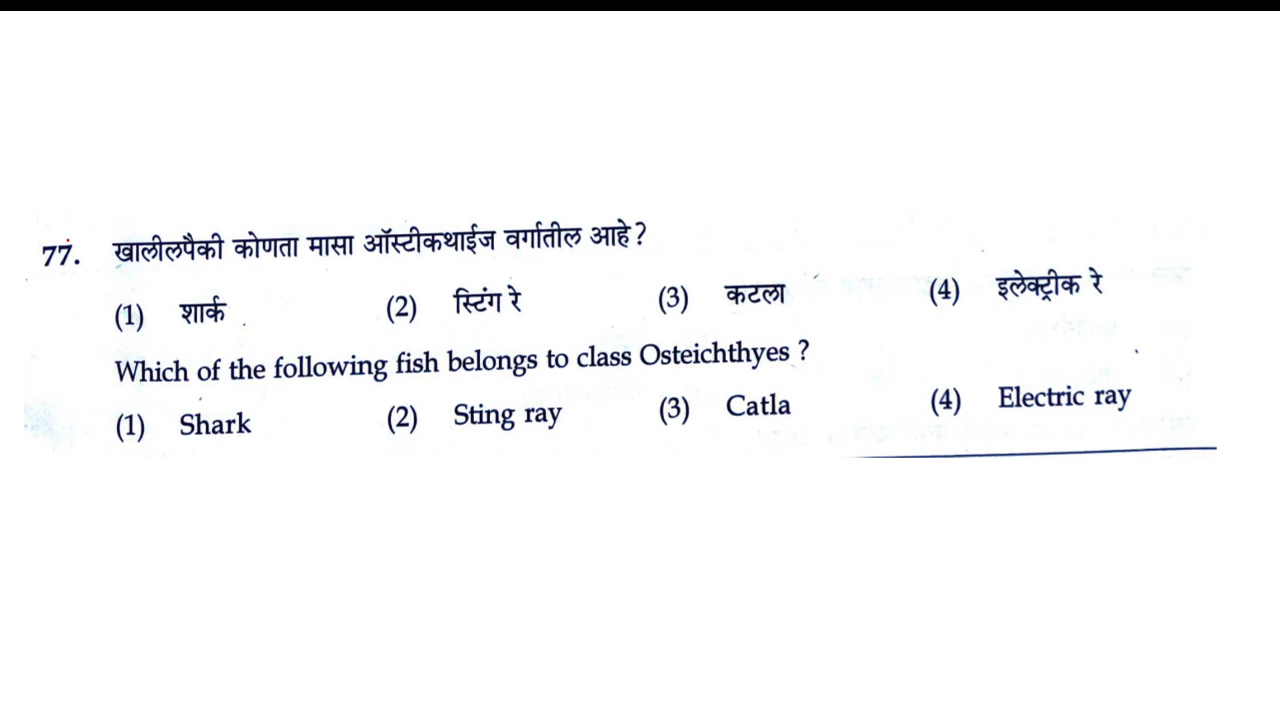 77. खालीलपैकी कोणता मासा ऑस्टीकथाईज वर्गातील आहे?
(1) शार्क (2) स्टिंग रे (3) कटला (4) इलेक्ट्रीक रे
Which of the following fish belongs to class Osteichthyes ?
(1) Shark (2) Sting ray (3) Catla (4) Electric ray